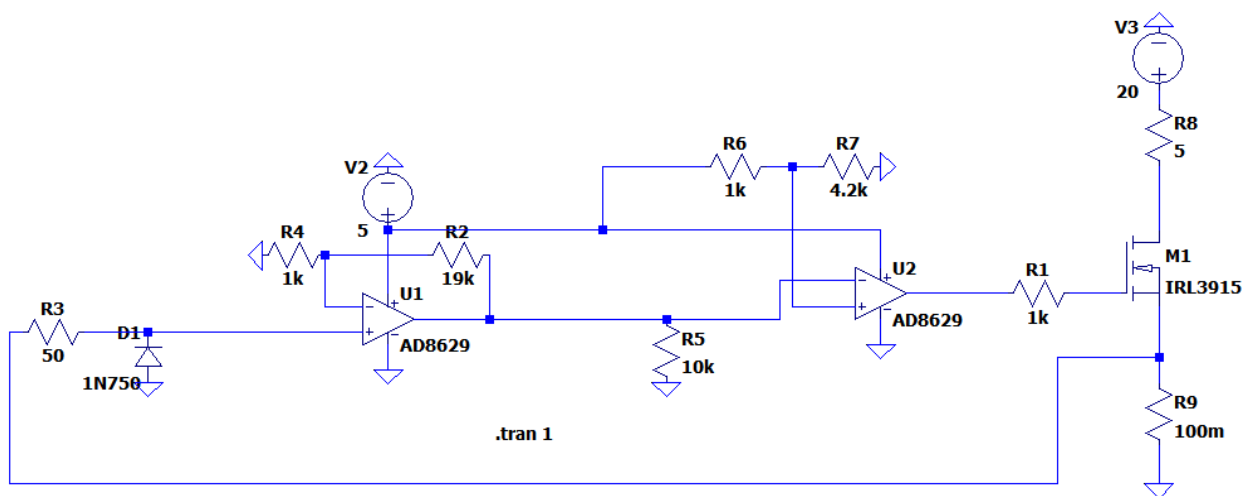 V3
20
R8
5
R6
1k
R7
4.2k
V2
5
R4
1k
R2
19k
U1
AD8629
U2
AD8629
R1
1k
M1
IRL3915
R3
50
D1
1N750
R5
10k
R9
100m
.tran 1